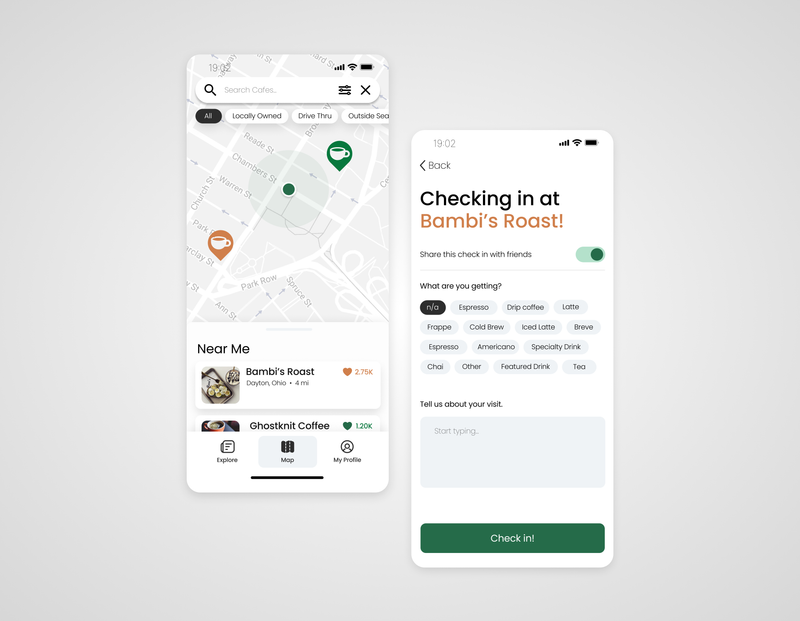 19:02
Search Cafes..
All Locally Owned Drive Thru Outside Sea
Reade St
Chambers St
Warren St
Church St
Park
arclay St
Park Row
Spruce St
Ann St
Near Me
Bambi's Roast 2.75K
Dayton, Ohio • 4 mi
Ghostknit Coffee 1.20K
Explore Map My Profile
19:02
Back
Checking in at
Bambi's Roast!
Share this check in with friends
What are you getting?
n/a Espresso Drip coffee Latte
Frappe Cold Brew Iced Latte Breve
Espresso Americano Specialty Drink
Chai Other Featured Drink Tea
Tell us about your visit.
Start typing..
Check in!